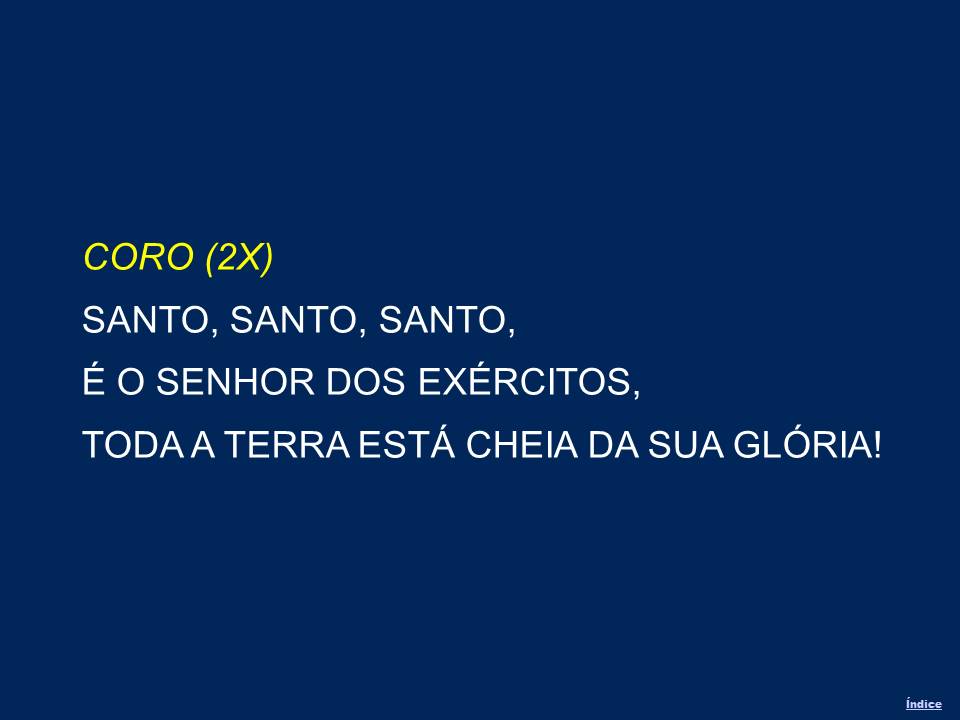 CORO (2X)
SANTO, SANTO, SANTO,
É O SENHOR DOS EXÉRCITOS,
TODA A TERRA ESTÁ CHEIA DA SUA GLÓRIA!
Índice